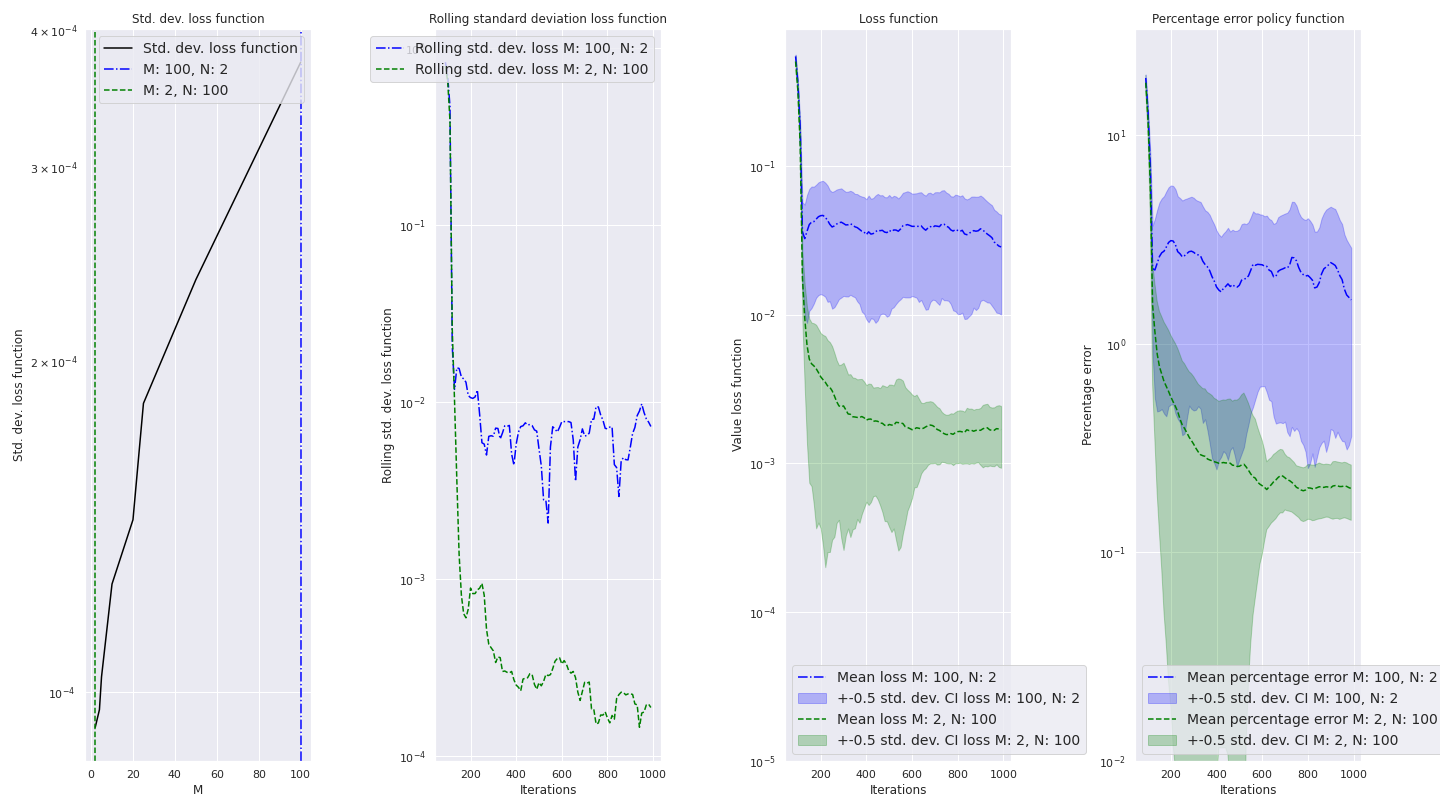 Std. dev. loss function
4 × 10⁻⁴
3 × 10⁻⁴
2 × 10⁻⁴
10⁻⁴
Std. dev. loss function
Std. dev. loss function
M: 100, N: 2
M: 2, N: 100
0 20 40 60 80 100
M
Rolling standard deviation loss function
10⁻¹
10⁻²
10⁻³
10⁻⁴
Rolling std. dev. loss function
Rolling std. dev. loss M: 100, N: 2
Rolling std. dev. loss M: 2, N: 100
200 400 600 800 1000
Iterations
Loss function
10⁻¹
10⁻²
10⁻³
10⁻⁴
10⁻⁵
Value loss function
Mean loss M: 100, N: 2
+-0.5 std. dev. CI loss M: 100, N: 2
Mean loss M: 2, N: 100
+-0.5 std. dev. CI loss M: 2, N: 100
200 400 600 800 1000
Iterations
Percentage error policy function
10¹
10⁰
10⁻¹
10⁻²
Percentage error
Mean percentage error M: 100, N: 2
+-0.5 std. dev. CI M: 100, N: 2
Mean percentage error M: 2, N: 100
+-0.5 std. dev. CI M: 2, N: 100
200 400 600 800 1000
Iterations